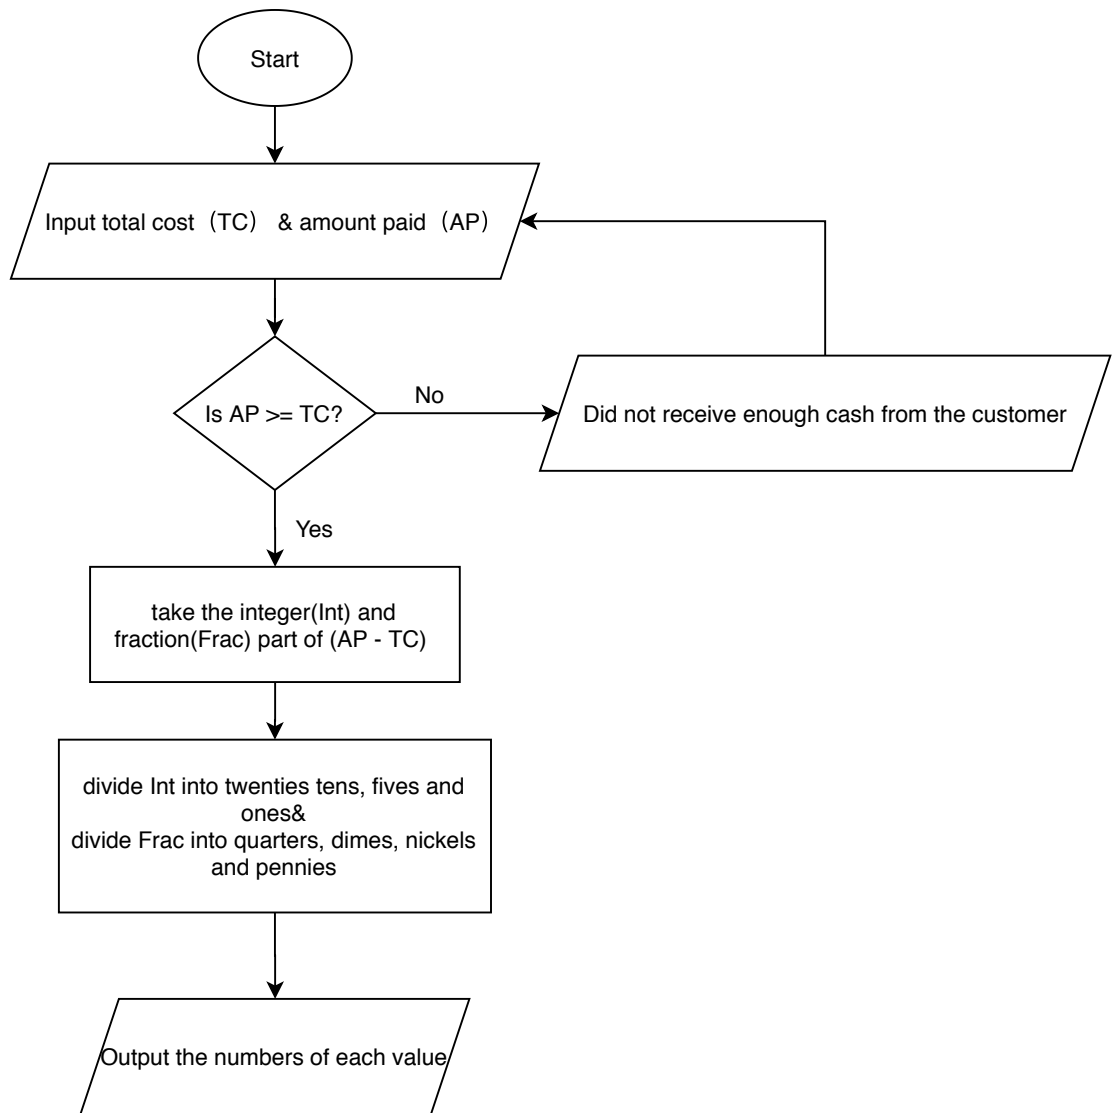 Start
Input total cost（TC） & amount paid（AP）
Is AP >= TC?
No
Did not receive enough cash from the customer
Yes
take the integer(Int) and
fraction(Frac) part of (AP - TC)
divide Int into twenties tens, fives and
ones&
divide Frac into quarters, dimes, nickels
and pennies
Output the numbers of each value